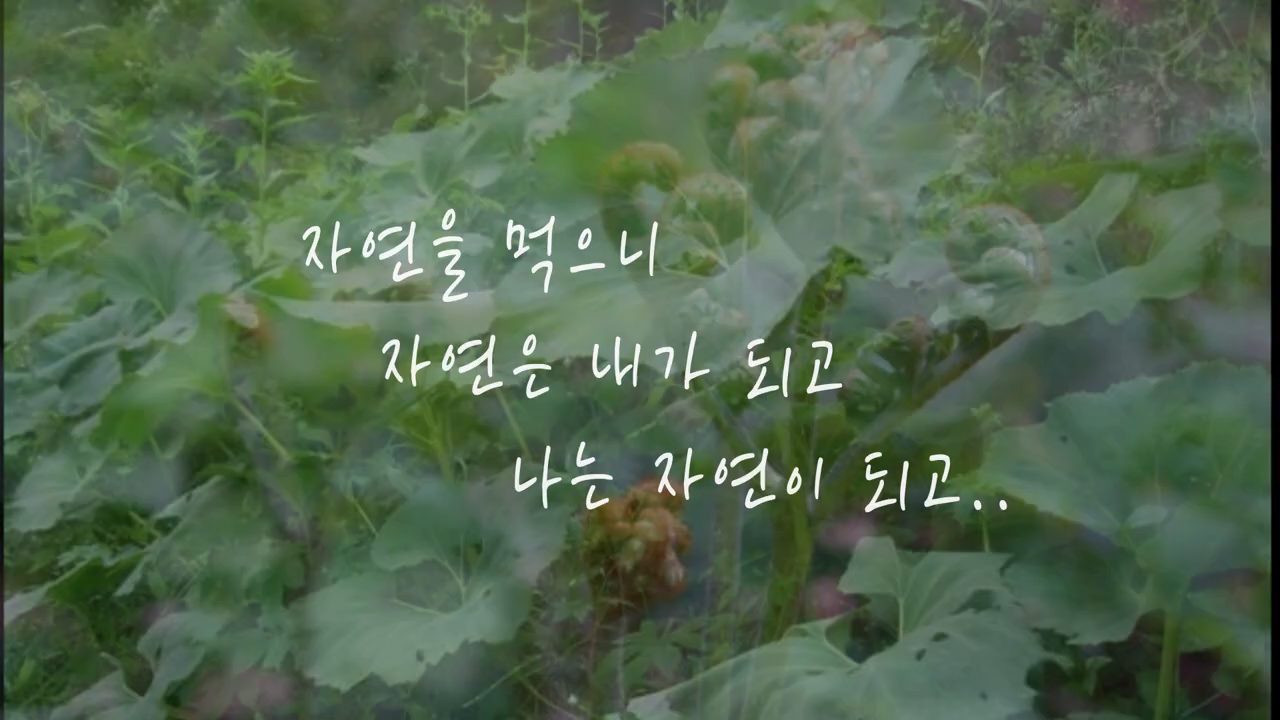 자연을 먹으니
자연은 내가 되고
나는 자연이 되고..